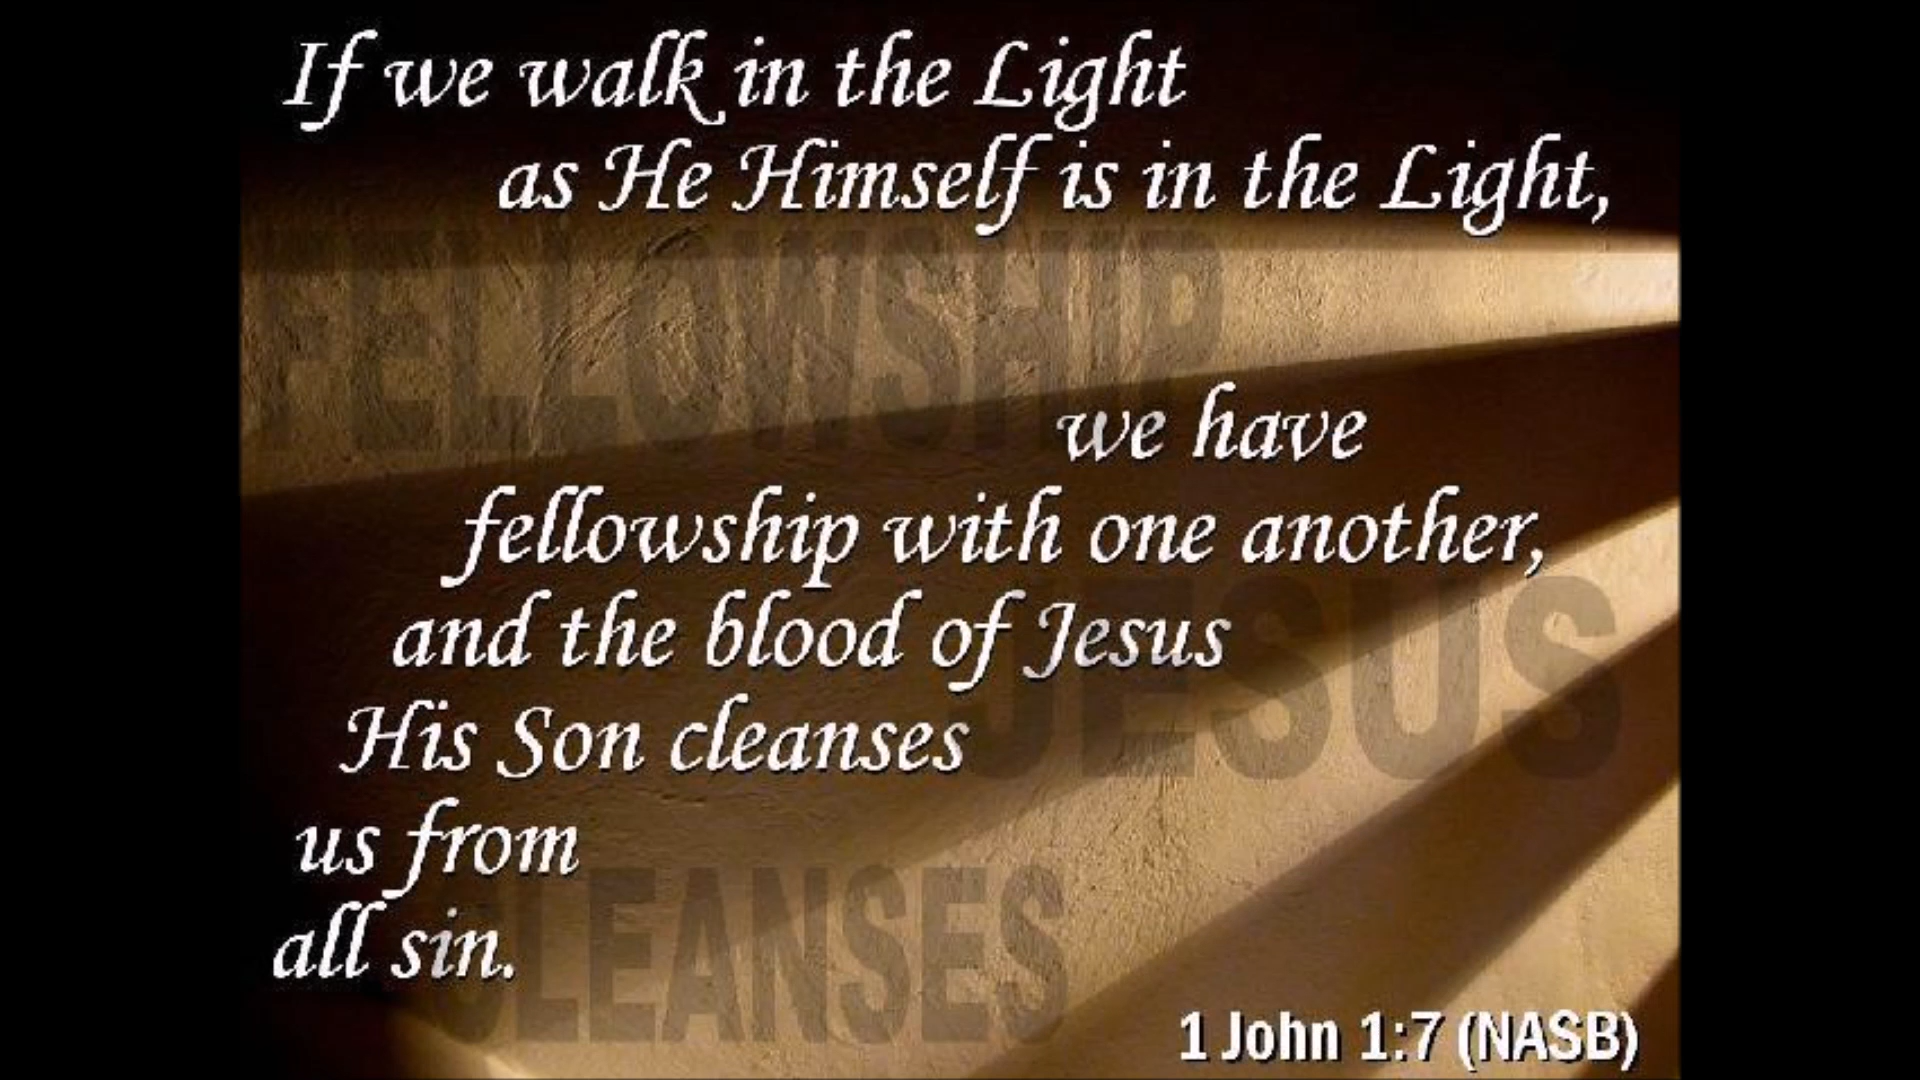 If we walk in the Light
as He Himself is in the Light,
FELLOWSHIP
we have
fellowship with one another,
and the blood of Jesus
JESUS
His Son cleanses
us from
all sin.
CLEANSES
1 John 1:7 (NASB)